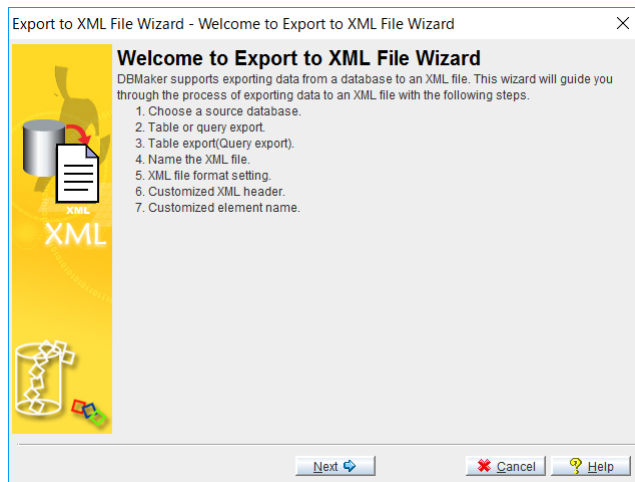 Export to XML File Wizard - Welcome to Export to XML File Wizard
Welcome to Export to XML File Wizard
DBMaker supports exporting data from a database to an XML file. This wizard will guide you
through the process of exporting data to an XML file with the following steps.
1. Choose a source database.
2. Table or query export.
3. Table export(Query export).
4. Name the XML file.
5. XML file format setting.
6. Customized XML header.
7. Customized element name.
XML
XML
Next
Cancel
Help